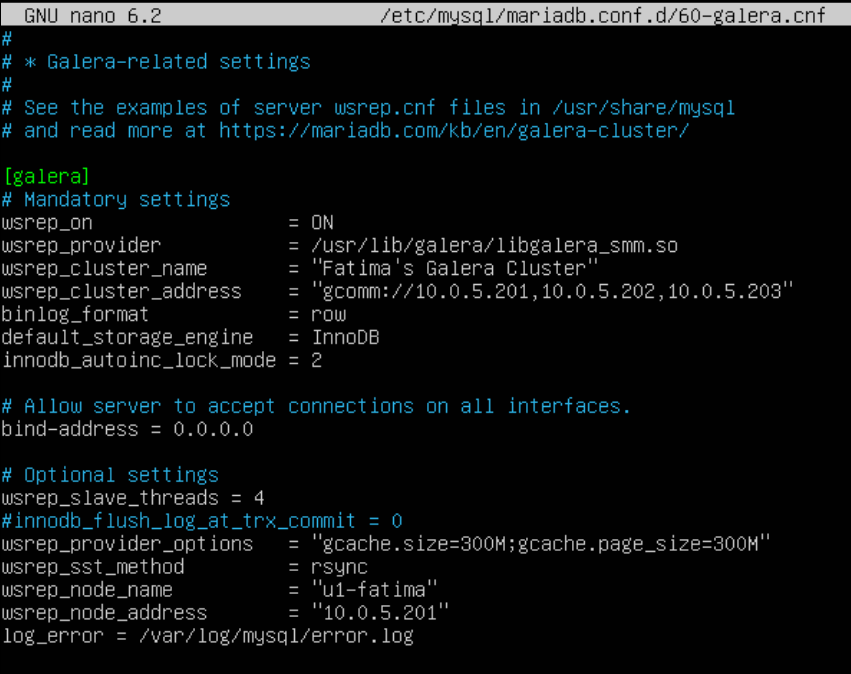 GNU nano 6.2 /etc/mysql/mariadb.conf.d/60-galera.cnf
#
# * Galera-related settings
#
# See the examples of server wsrep.cnf files in /usr/share/mysql
# and read more at https://mariadb.com/kb/en/galera-cluster/
[galera]
# Mandatory settings
wsrep_on = ON
wsrep_provider = /usr/lib/galera/libgalera_smm.so
wsrep_cluster_name = "Fatima's Galera Cluster"
wsrep_cluster_address = "gcomm://10.0.5.201,10.0.5.202,10.0.5.203"
binlog_format = row
default_storage_engine = InnoDB
innodb_autoinc_lock_mode = 2
# Allow server to accept connections on all interfaces.
bind-address = 0.0.0.0
# Optional settings
wsrep_slave_threads = 4
#innodb_flush_log_at_trx_commit = 0
wsrep_provider_options = "gcache.size=300M;gcache.page_size=300M"
wsrep_sst_method = rsync
wsrep_node_name = "u1-fatima"
wsrep_node_address = "10.0.5.201"
log_error = /var/log/mysql/error.log